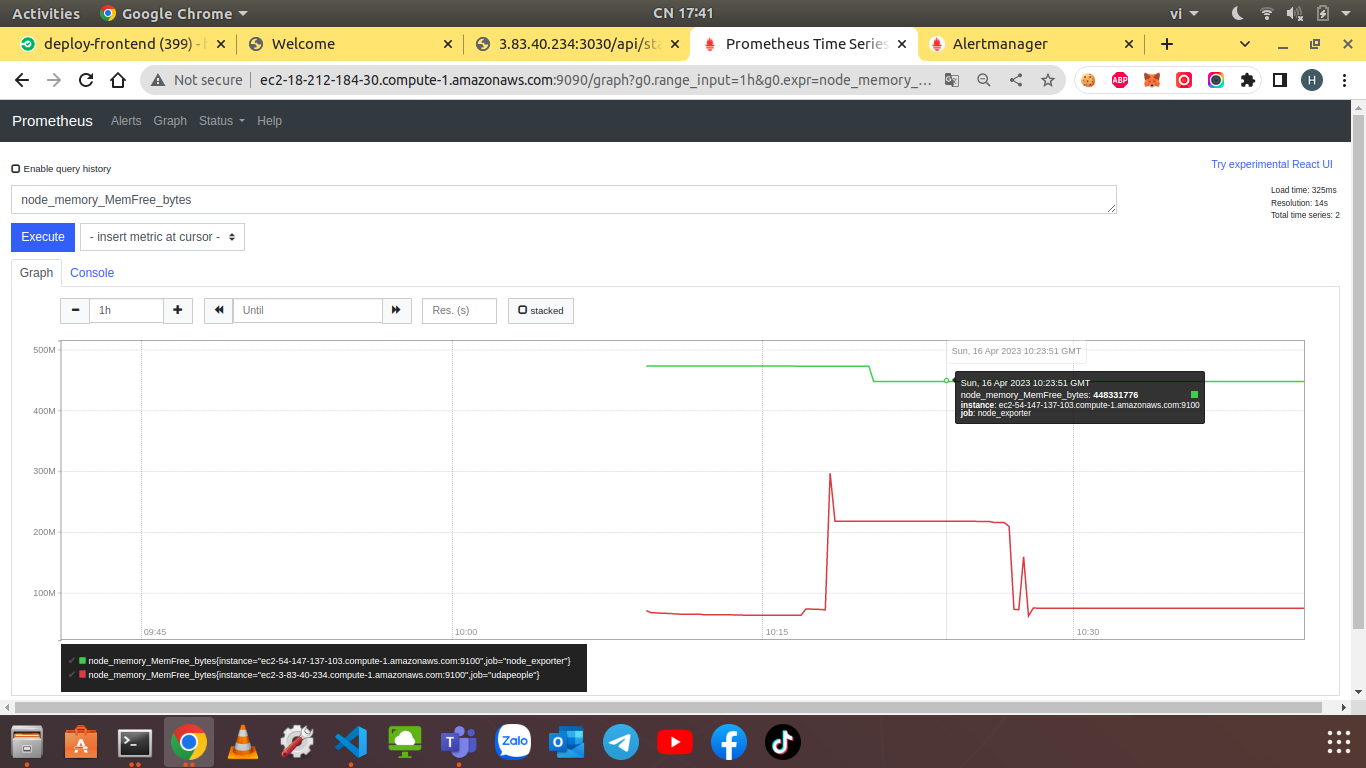 Activities Google Chrome CN 17:41 vi
deploy-frontend (399) - Welcome 3.83.40.234:3030/api/sta Prometheus Time Series Alertmanager
Not secure ec2-18-212-184-30.compute-1.amazonaws.com:9090/graph?g0.range_input=1h&g0.expr=node_memory_... ABP H
Prometheus Alerts Graph Status Help
Enable query history
Try experimental React UI
node_memory_MemFree_bytes
Load time: 325ms
Resolution: 14s
Total time series: 2
Execute - insert metric at cursor -
Graph Console
1h Until Res. (s) stacked
500M
400M
300M
200M
100M
Sun, 16 Apr 2023 10:23:51 GMT
Sun, 16 Apr 2023 10:23:51 GMT
node_memory_MemFree_bytes: 448331776
instance: ec2-54-147-137-103.compute-1.amazonaws.com:9100
job: node_exporter
09:45 10:00 10:15 10:30
✓ node_memory_MemFree_bytes{instance="ec2-54-147-137-103.compute-1.amazonaws.com:9100",job="node_exporter"}
✓ node_memory_MemFree_bytes{instance="ec2-3-83-40-234.compute-1.amazonaws.com:9100",job="udapeople"}
Zalo